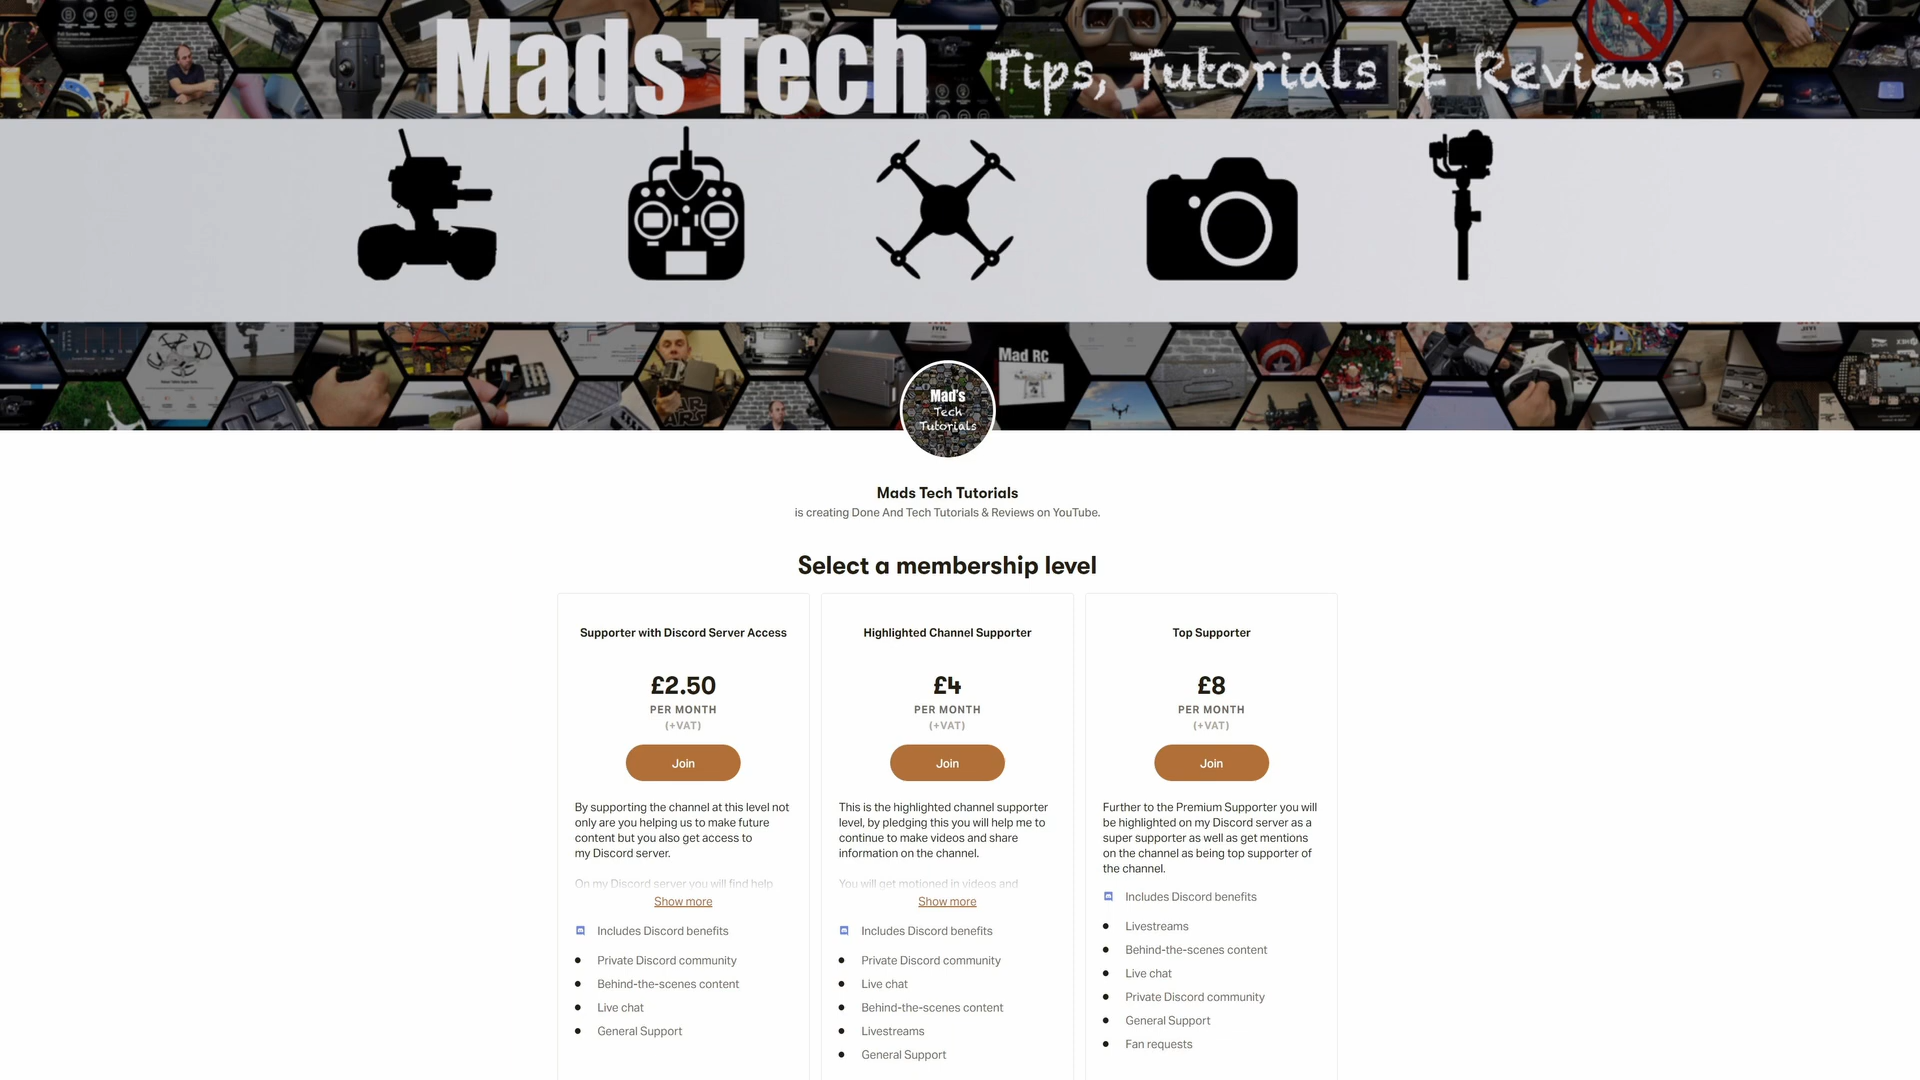 Mads Tech
Tips, Tutorials & Reviews
Mad RC
Mad's
Tech
Tutorials
Mads Tech Tutorials
is creating Done And Tech Tutorials & Reviews on YouTube.
Select a membership level
Supporter with Discord Server Access
£2.50
PER MONTH
(+VAT)
Join
By supporting the channel at this level not
only are you helping us to make future
content but you also get access to
my Discord server.
On my Discord server you will find help
Show more
Includes Discord benefits
Private Discord community
Behind-the-scenes content
Live chat
General Support
Highlighted Channel Supporter
£4
PER MONTH
(+VAT)
Join
This is the highlighted channel supporter
level, by pledging this you will help me to
continue to make videos and share
information on the channel.
You will get motioned in videos and
Show more
Includes Discord benefits
Private Discord community
Live chat
Behind-the-scenes content
Livestreams
General Support
Top Supporter
£8
PER MONTH
(+VAT)
Join
Further to the Premium Supporter you will
be highlighted on my Discord server as a
super supporter as well as get mentions
on the channel as being top supporter of
the channel.
Includes Discord benefits
Livestreams
Behind-the-scenes content
Live chat
Private Discord community
General Support
Fan requests